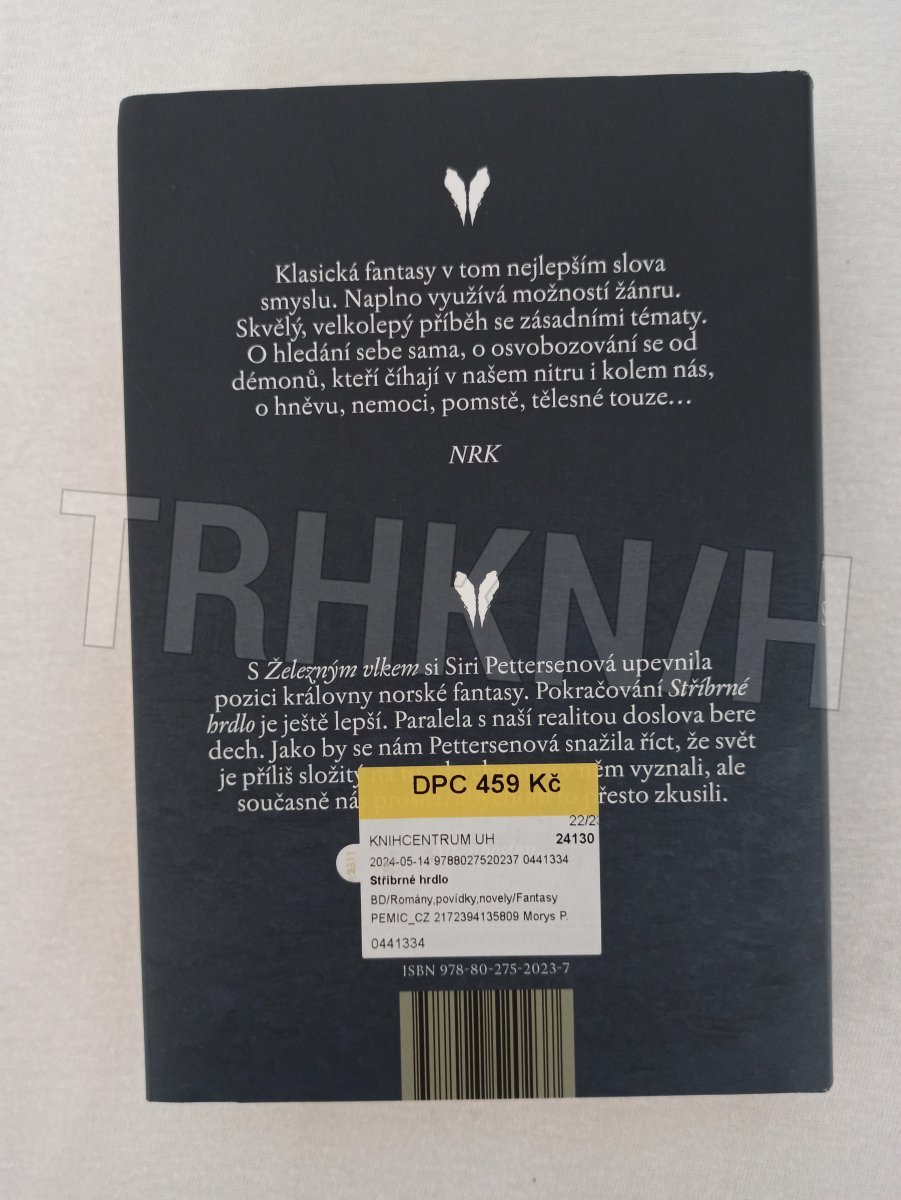 Klasická fantasy v tom nejlepším slova
smyslu. Naplno využívá možností žánru.
Skvělý, velkolepý příběh se zásadními tématy.
O hledání sebe sama, o osvobozování se od
démonů, kteří číhají v našem nitru i kolem nás,
o hněvu, nemoci, pomstě, tělesné touze...
NRK
TRHKN/H
S Železným vlkem si Siri Pettersenová upevnila
pozici královny norské fantasy. Pokračování Stříbrné
hrdlo je ještě lepší. Paralela s naší realitou doslova bere
dech. Jako by se nám Pettersenová snažila říct, že svět
je příliš složitý vyznali, ale
současně přesto zkusili.
DPC 459 Kč
22/23
KNIHCENTRUM UH 24130
2024-05-14 9788027520237 0441334
Stříbrné hrdlo
BD/Romány,povídky,novely/Fantasy
PEMIC_CZ 2172394135809 Morys P.
0441334
ISBN 978-80-275-2023-7